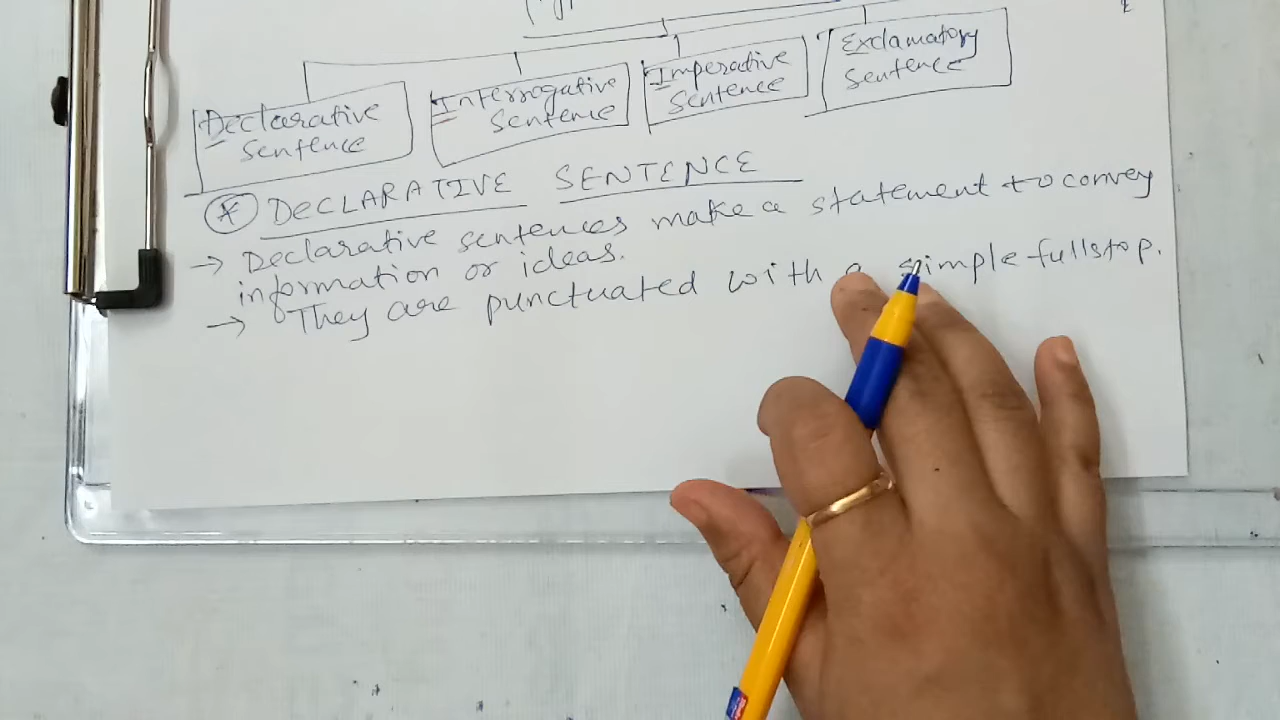 Declarative Sentence
Interrogative Sentence
Imperative Sentence
Exclamatory Sentence
* DECLARATIVE SENTENCE
→ Declarative sentences make a statement to convey
information or ideas.
→ They are punctuated with a simple fullstop.